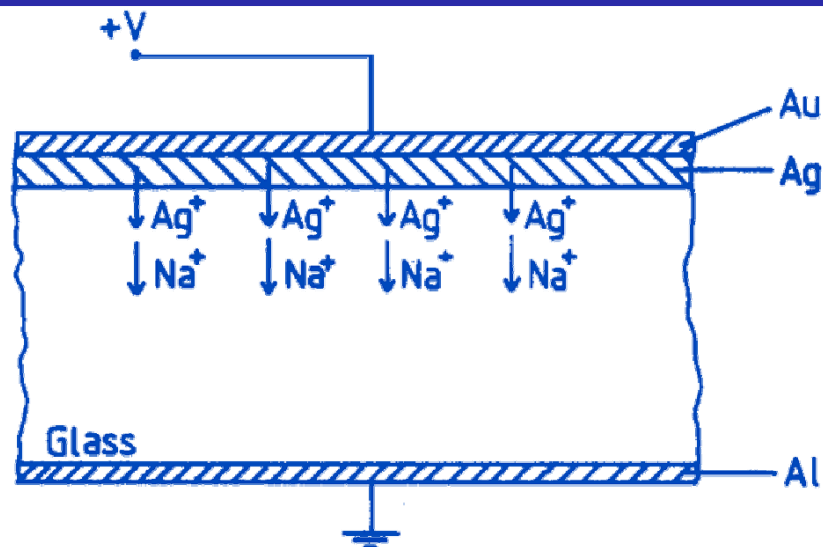 +V
Au
Ag
Ag⁺ Ag⁺ Ag⁺ Ag⁺
Na⁺ Na⁺ Na⁺ Na⁺
Glass
Al